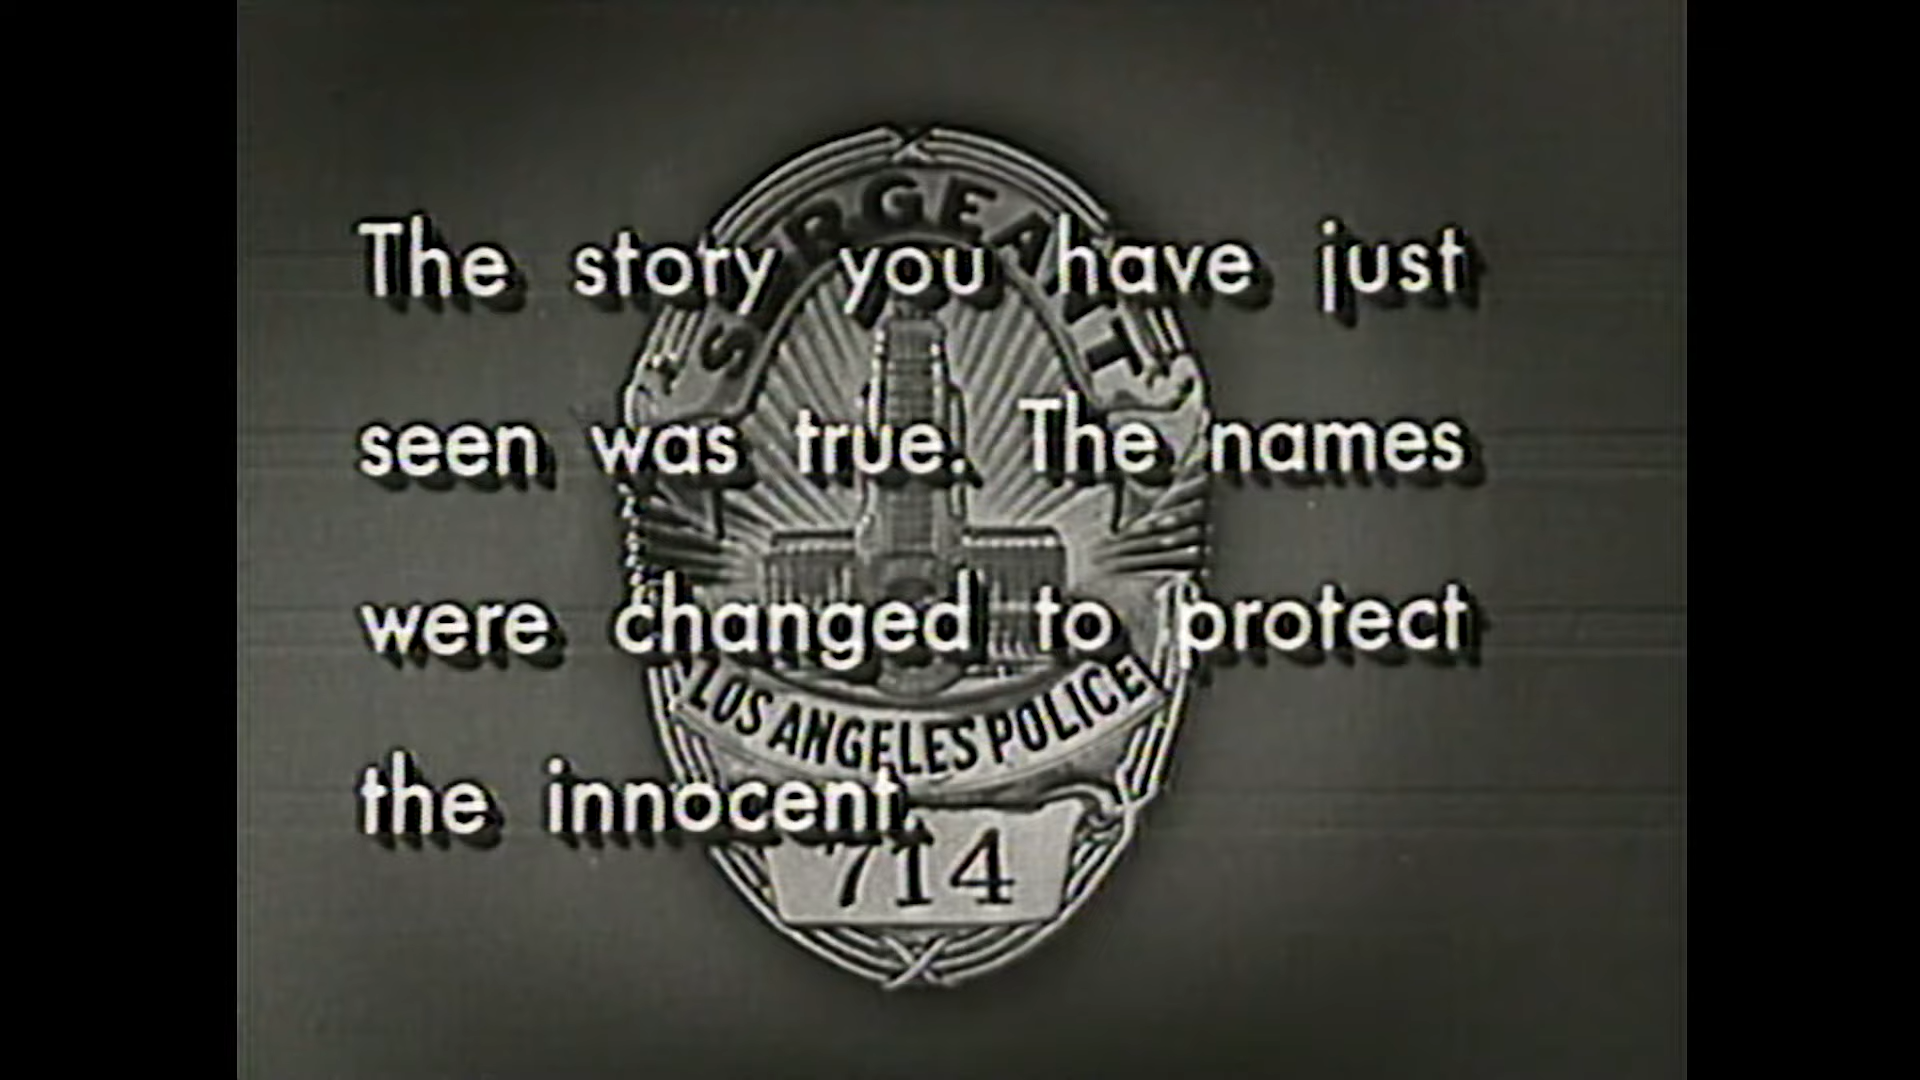 SERGEANT
The story you have just
seen was true. The names
were changed to protect
the innocent.
LOS ANGELES POLICE
714